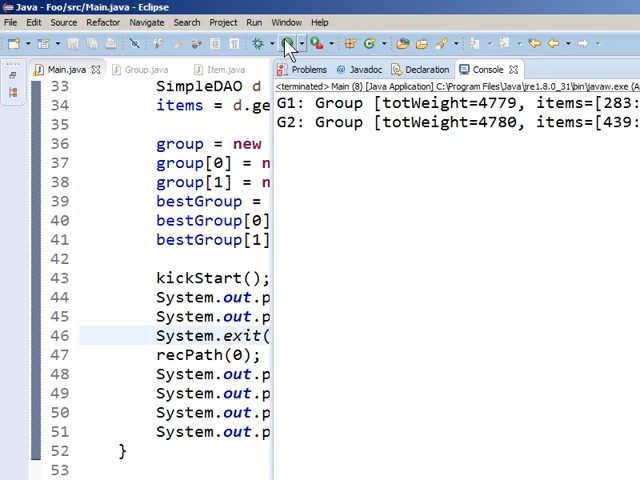 Java - Foo/src/Main.java - Eclipse
File Edit Source Refactor Navigate Search Project Run Window Help
Main.java Group.java Item.java Problems @ Javadoc Declaration Console
<terminated> Main (8) [Java Application] C:\Program Files\Java\jre1.8.0_31\bin\javaw.exe (
G1: Group [totWeight=4779, items=[283:
G2: Group [totWeight=4780, items=[439:
33 SimpleDAO d
34 items = d.ge
35
36 group = new
37 group[0] = n
38 group[1] = n
39 bestGroup =
40 bestGroup[0]
41 bestGroup[1]
42
43 kickStart();
44 System.out.p
45 System.out.p
46 System.exit(
47 recPath(0);
48 System.out.p
49 System.out.p
50 System.out.p
51 System.out.p
52 }
53